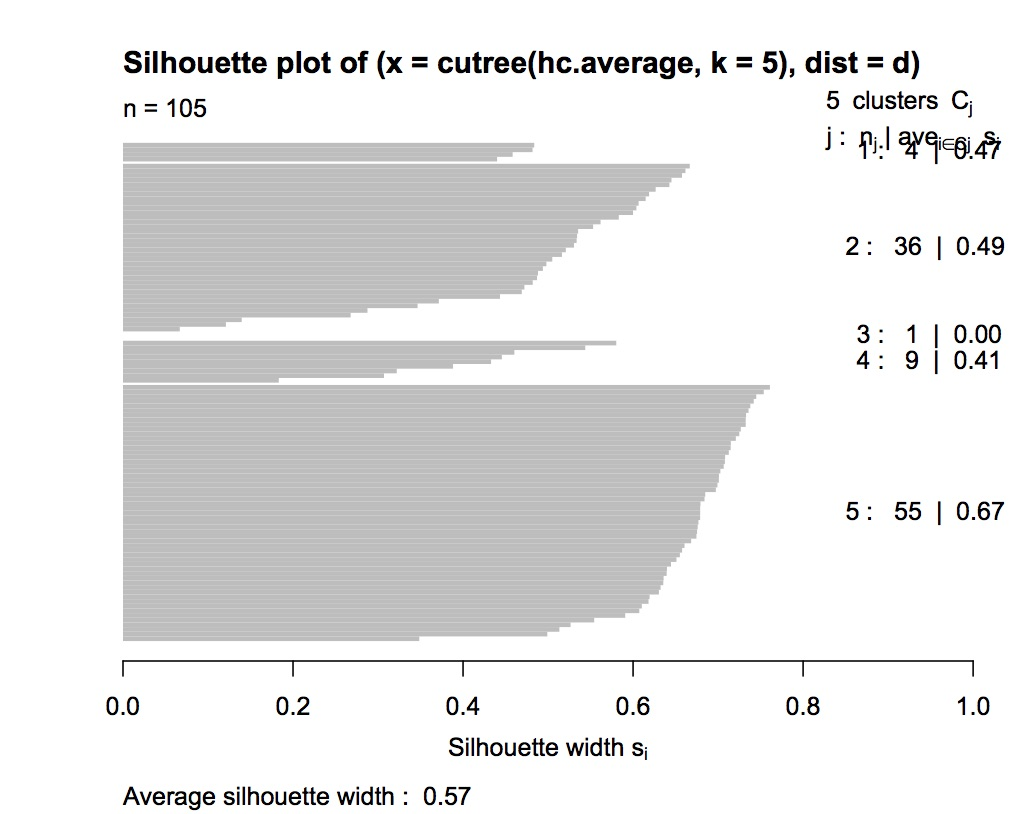 Silhouette plot of (x = cutree(hc.average, k = 5), dist = d)
n = 105
5 clusters Cj
j : nj | avei∈Cj si
1 : 4 | 0.47
2 : 36 | 0.49
3 : 1 | 0.00
4 : 9 | 0.41
5 : 55 | 0.67
0.0 0.2 0.4 0.6 0.8 1.0
Silhouette width si
Average silhouette width : 0.57